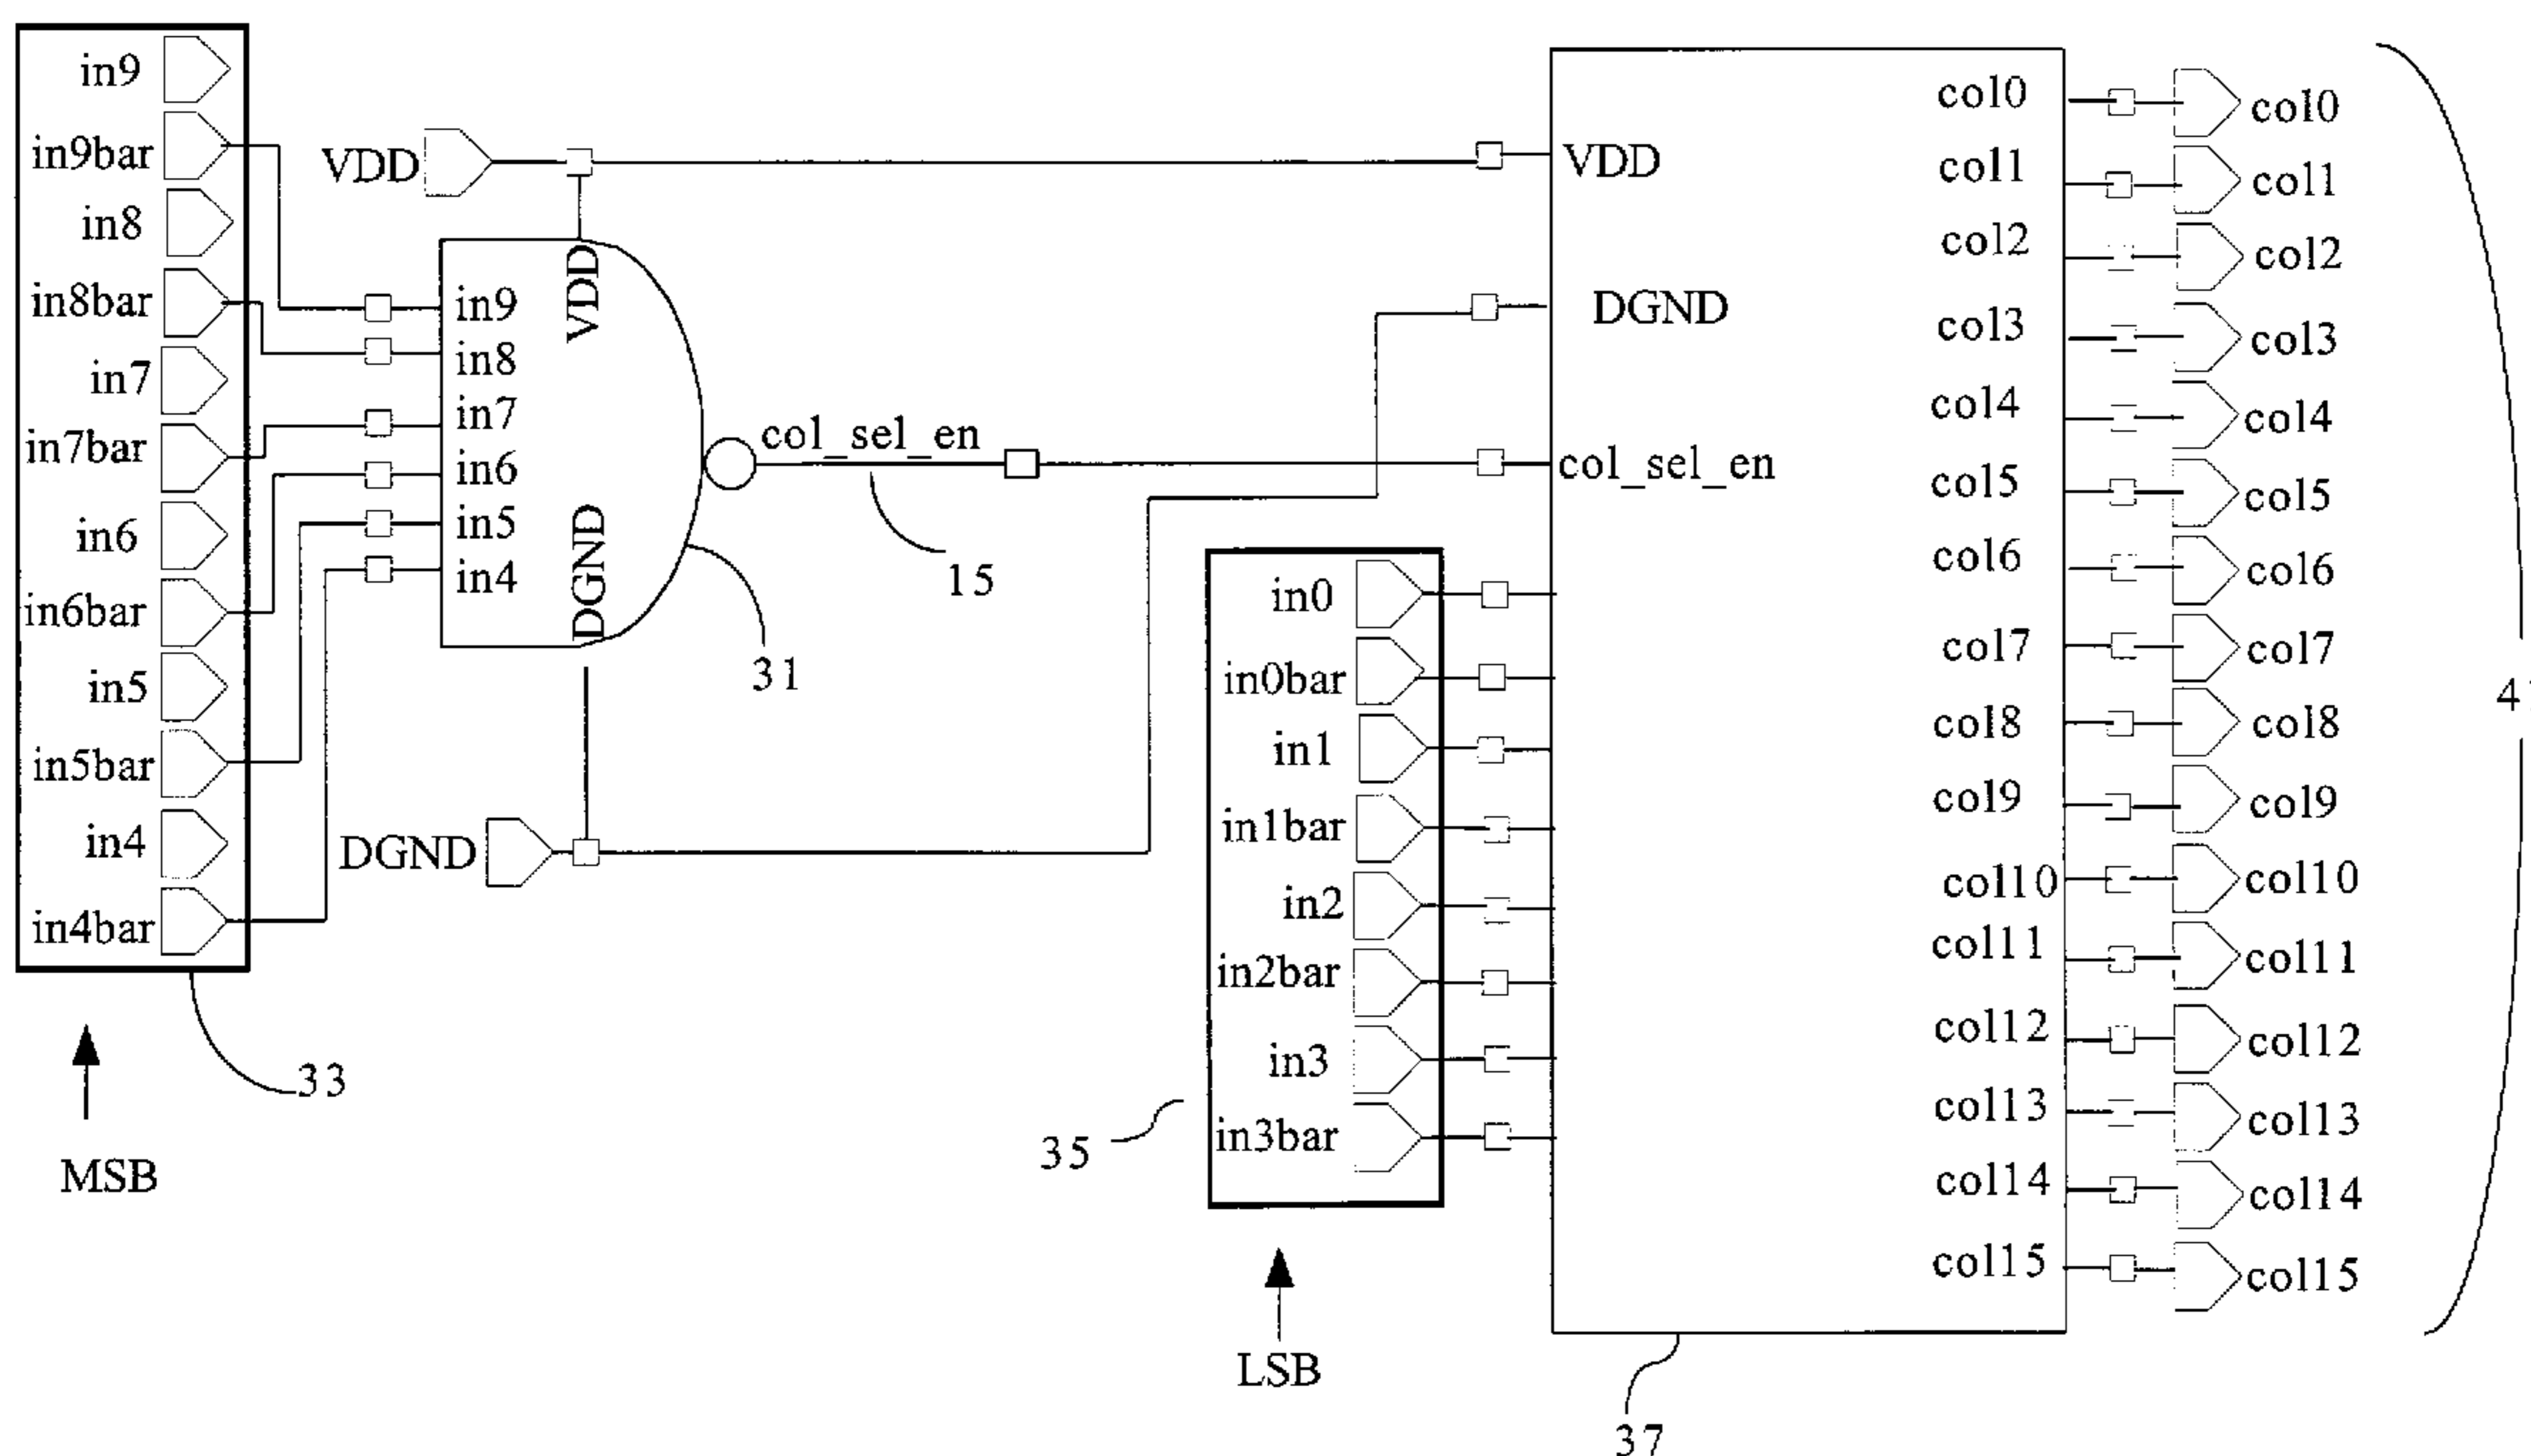 in9
in9bar
in8
in8bar
in7
in7bar
in6
in6bar
in5
in5bar
in4
in4bar
33
MSB
VDD
VDD
in9
in8
in7
in6
in5
in4
DGND
31
DGND
col_sel_en
15
in0
in0bar
in1
in1bar
in2
in2bar
in3
in3bar
35
LSB
VDD
DGND
col_sel_en
37
col0
col1
col2
col3
col4
col5
col6
col7
col8
col9
col10
col11
col12
col13
col14
col15
col0
col1
col2
col3
col4
col5
col6
col7
col8
col9
col10
col11
col12
col13
col14
col15